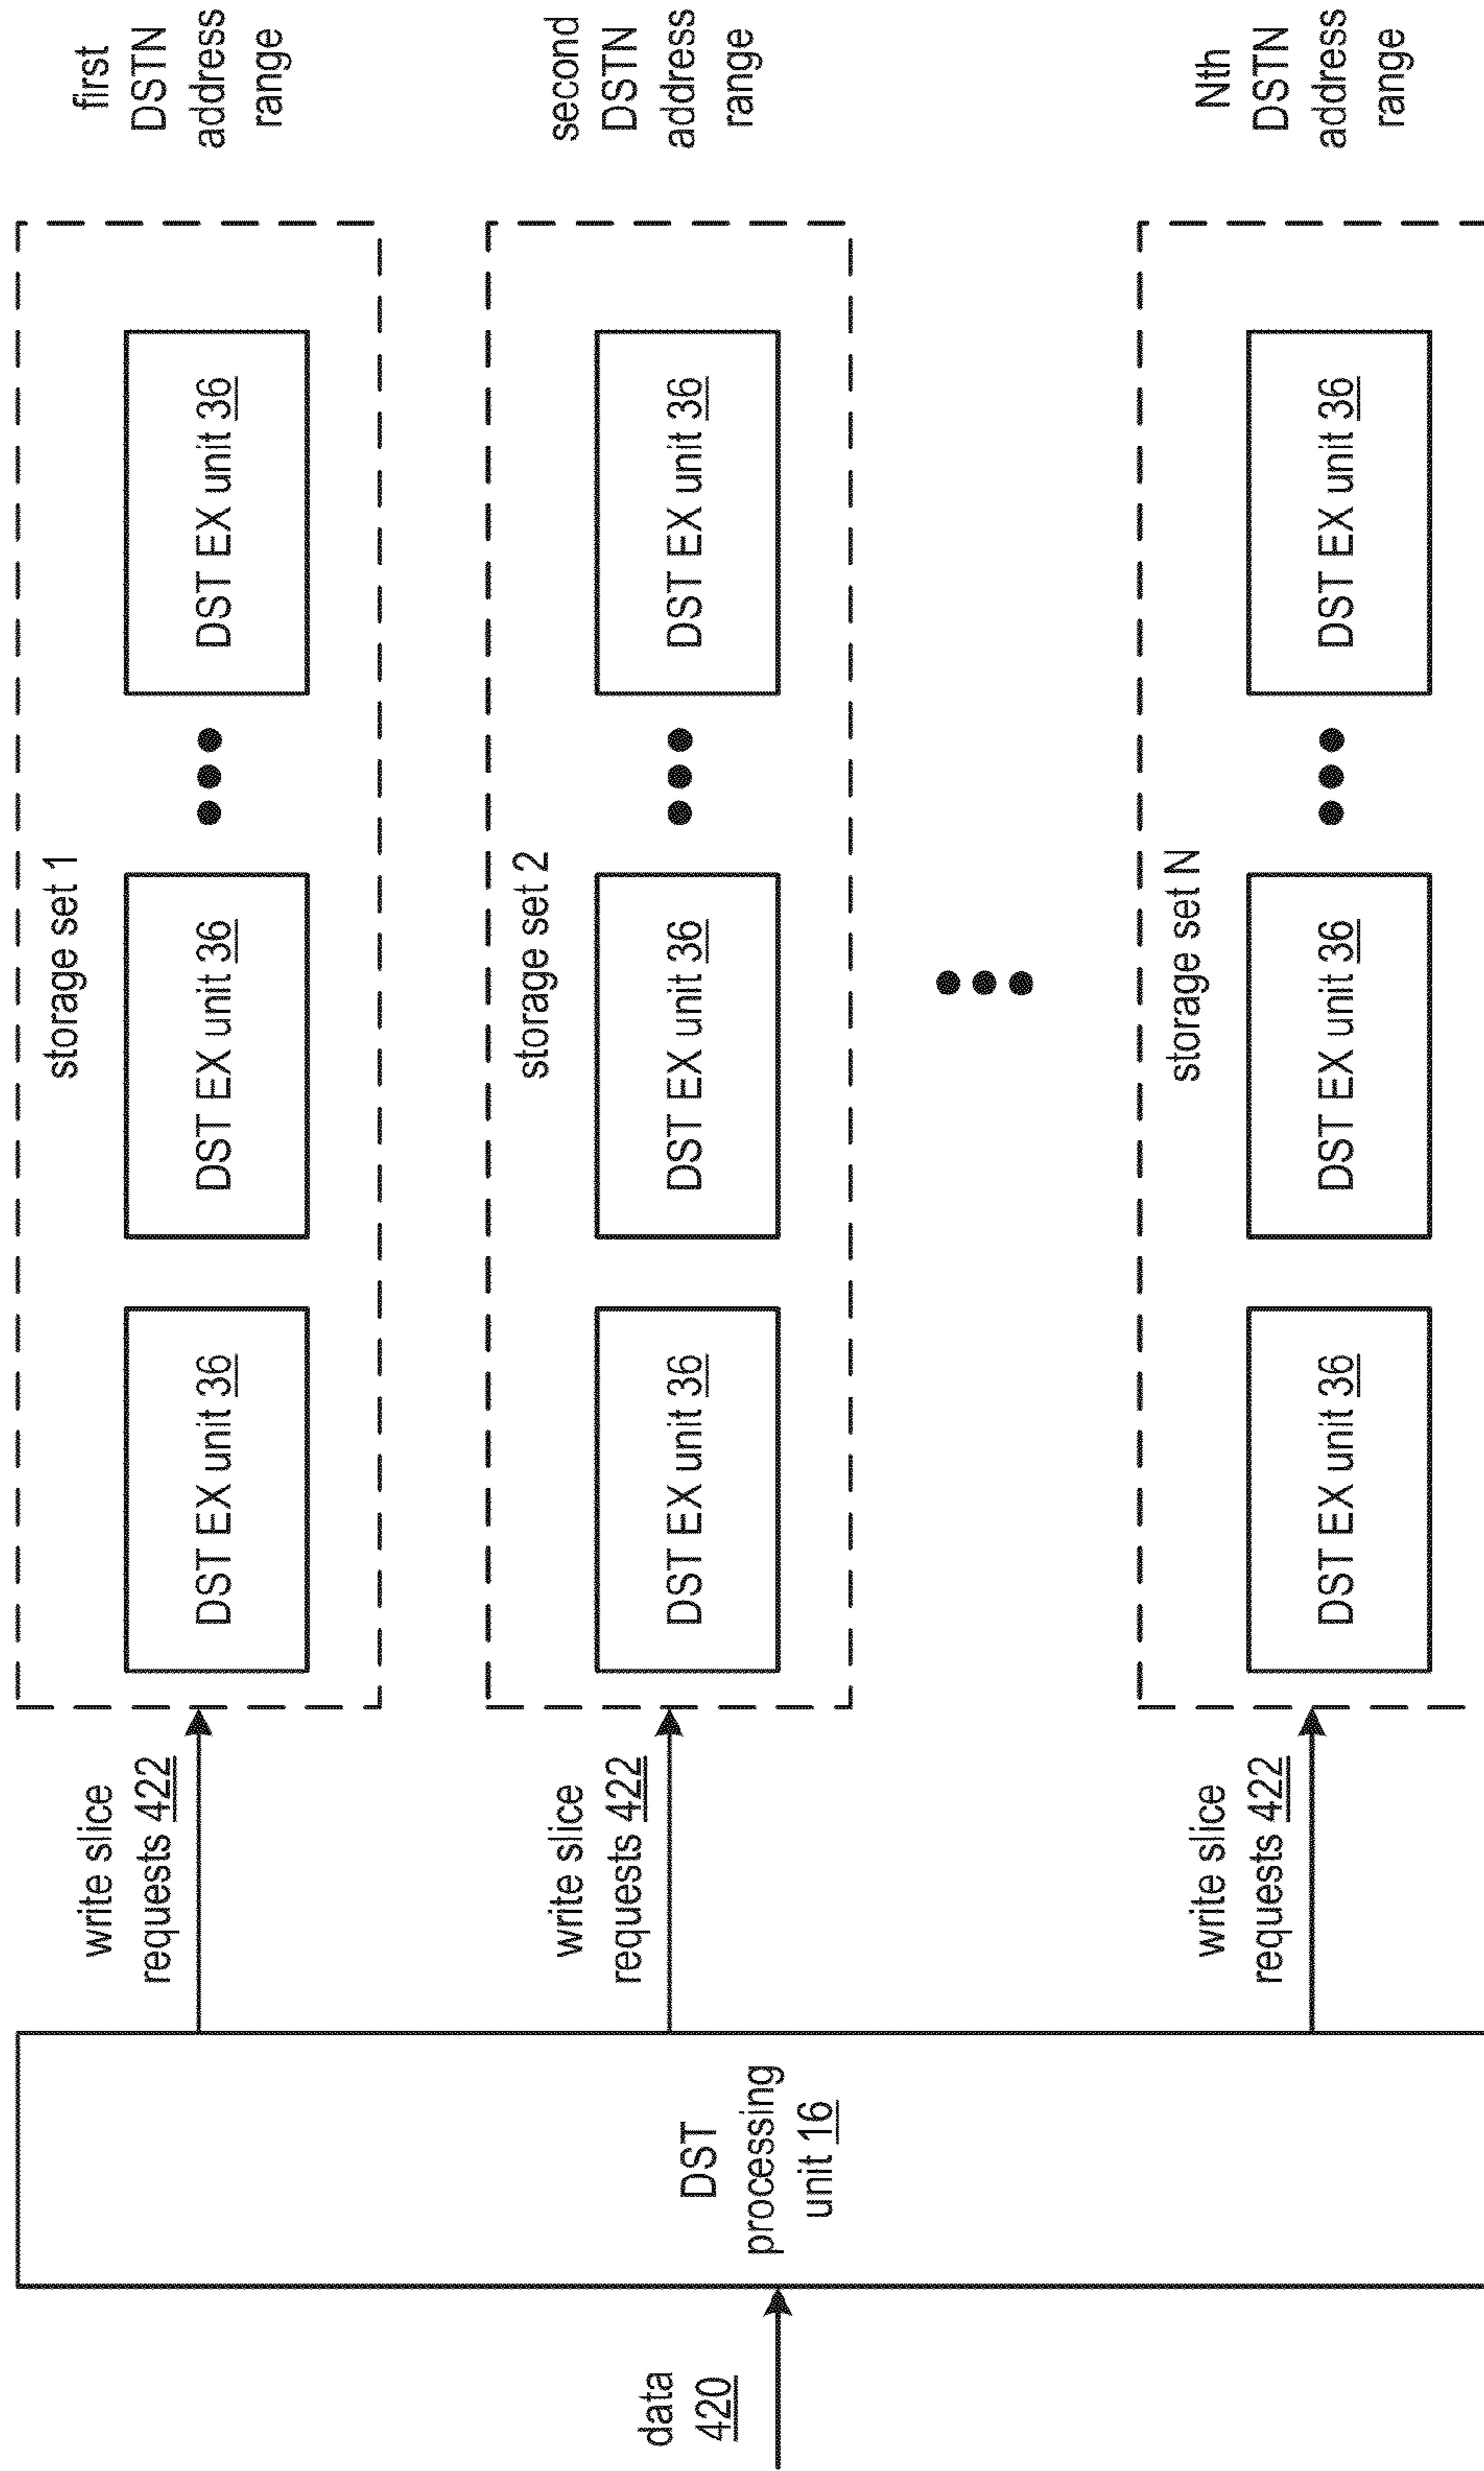 data
420
DST
processing
unit 16
write slice
requests 422
storage set 1
DST EX unit 36
DST EX unit 36
DST EX unit 36
first
DSTN
address
range
write slice
requests 422
storage set 2
DST EX unit 36
DST EX unit 36
DST EX unit 36
second
DSTN
address
range
write slice
requests 422
storage set N
DST EX unit 36
DST EX unit 36
DST EX unit 36
Nth
DSTN
address
range